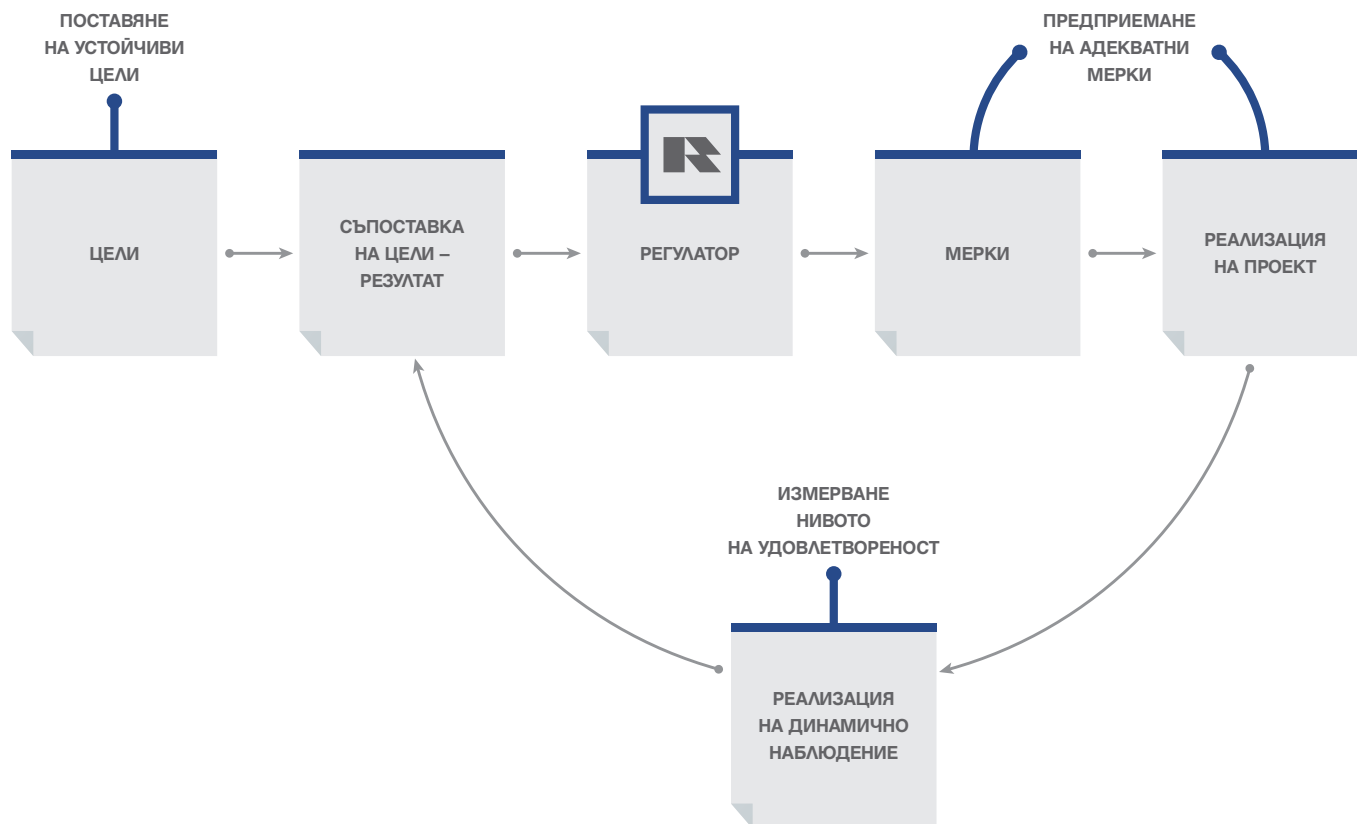 ПОСТАВЯНЕ
НА УСТОЙЧИВИ
ЦЕЛИ
ПРЕДПРИЕМАНЕ
НА АДЕКВАТНИ
МЕРКИ
ЦЕЛИ
СЪПОСТАВКА
НА ЦЕЛИ –
РЕЗУЛТАТ
РЕГУЛАТОР
МЕРКИ
РЕАЛИЗАЦИЯ
НА ПРОЕКТ
ИЗМЕРВАНЕ
НИВОТО
НА УДОВЛЕТВОРЕНОСТ
РЕАЛИЗАЦИЯ
НА ДИНАМИЧНО
НАБЛЮДЕНИЕ